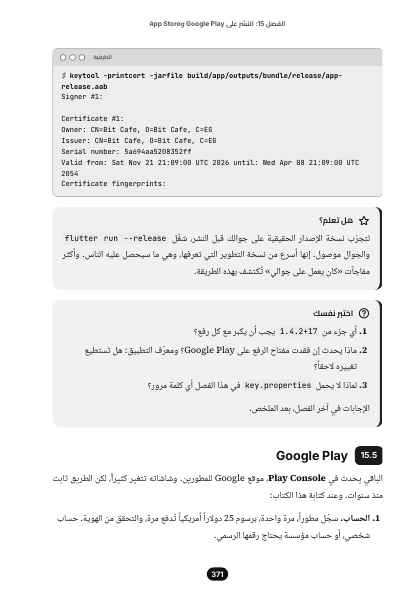 الفصل 15: النشر على Google Play وApp Store
الطرفية
$ keytool -printcert -jarfile build/app/outputs/bundle/release/app-
release.aab
Signer #1:
Certificate #1:
Owner: CN=Bit Cafe, O=Bit Cafe, C=EG
Issuer: CN=Bit Cafe, O=Bit Cafe, C=EG
Serial number: 5a694aa5208352ff
Valid from: Sat Nov 21 21:09:00 UTC 2026 until: Wed Apr 08 21:09:00 UTC
2054
Certificate fingerprints:
هل تعلم؟
لتجرّب نسخة الإصدار الحقيقية على جوالك قبل النشر، شغّل flutter run --release
والجوال موصول. إنها أسرع من نسخة التطوير التي تعرفها، وهي ما سيحصل عليه الناس. وأكثر
مفاجآت «كان يعمل على جوالي» تُكتشف بهذه الطريقة.
اختبر نفسك
1. أي جزء من 1.4.2+17 يجب أن يكبر مع كل رفع؟
2. ماذا يحدث إن فقدت مفتاح الرفع على Google Play؟ ومعرّف التطبيق: هل تستطيع
تغييره لاحقاً؟
3. لماذا لا يحمل key.properties في هذا الفصل أي كلمة مرور؟
الإجابات في آخر الفصل، بعد الملخص.
15.5 Google Play
الباقي يحدث في Play Console، موقع Google للمطورين. وشاشاته تتغير كثيراً، لكن الطريق ثابت
منذ سنوات. وعند كتابة هذا الكتاب:
1. الحساب. سجّل مطوراً، مرة واحدة، برسوم 25 دولاراً أمريكياً تُدفع مرة، والتحقق من الهوية. حساب
شخصي، أو حساب مؤسسة يحتاج رقمها الرسمي.
371